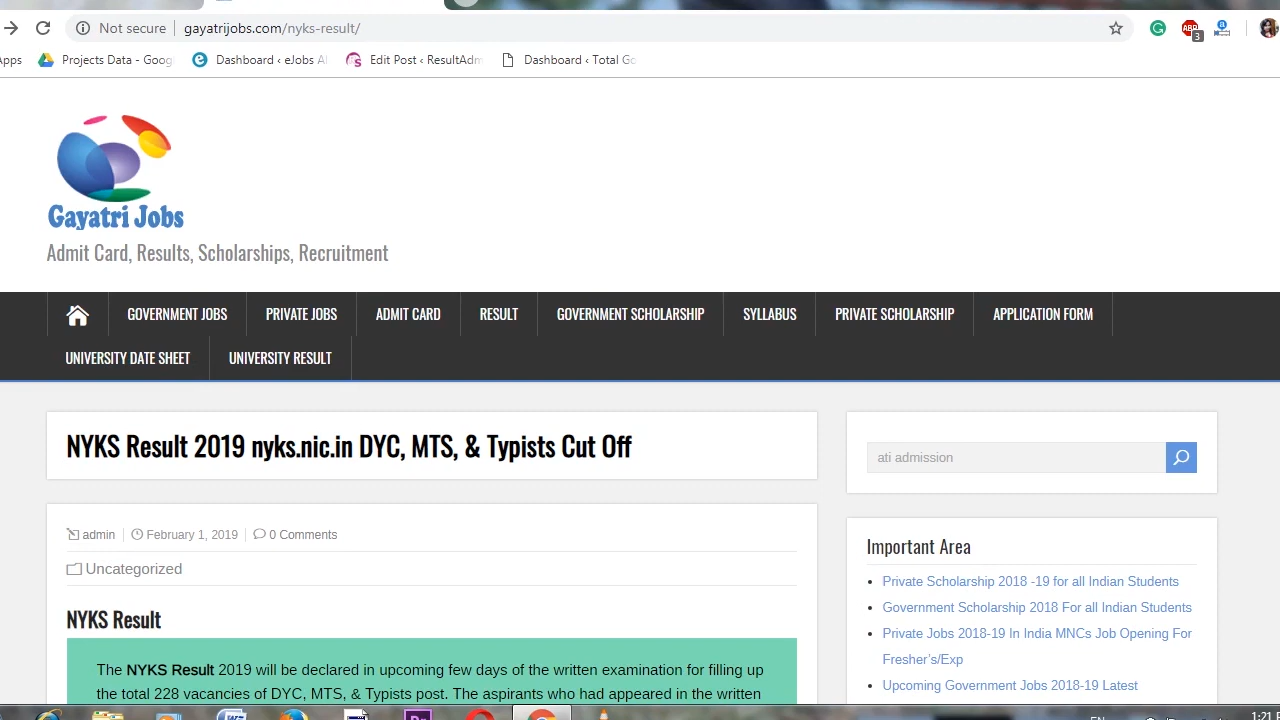 Not secure gayatrijobs.com/nyks-result/
ABP
3
Projects Data - Goog
Dashboard ‹ eJobs
Edit Post ‹ ResultAdm
Dashboard ‹ Total Go
Gayatri Jobs
Admit Card, Results, Scholarships, Recruitment
GOVERNMENT JOBS PRIVATE JOBS ADMIT CARD RESULT GOVERNMENT SCHOLARSHIP SYLLABUS PRIVATE SCHOLARSHIP APPLICATION FORM
UNIVERSITY DATE SHEET UNIVERSITY RESULT
NYKS Result 2019 nyks.nic.in DYC, MTS, & Typists Cut Off
admin February 1, 2019 0 Comments
Uncategorized
NYKS Result
The NYKS Result 2019 will be declared in upcoming few days of the written examination for filling up
the total 228 vacancies of DYC, MTS, & Typists post. The aspirants who had appeared in the written
ati admission
Important Area
Private Scholarship 2018 -19 for all Indian Students
Government Scholarship 2018 For all Indian Students
Private Jobs 2018-19 In India MNCs Job Opening For
Fresher's/Exp
Upcoming Government Jobs 2018-19 Latest